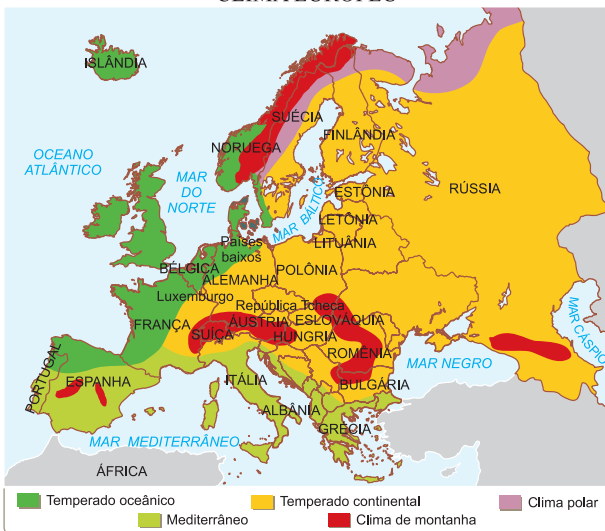 CLIMA EUROPEU
ISLÂNDIA
SUÉCIA
FINLÂNDIA
NORUEGA
OCEANO
ATLÂNTICO
MAR
DO
NORTE
RÚSSIA
ESTÔNIA
MAR BÁLTICO
LETÔNIA
LITUÂNIA
Países
baixos
BÉLGICA
ALEMANHA
POLÔNIA
Luxemburgo
República Tcheca
FRANÇA
ÁUSTRIA
ESLOVÁQUIA
SUÍÇA
HUNGRIA
ROMÊNIA
MAR CÁSPIO
MAR NEGRO
PORTUGAL
ESPANHA
ITÁLIA
BULGÁRIA
ALBÂNIA
GRÉCIA
MAR MEDITERRÂNEO
ÁFRICA
Temperado oceânico
Temperado continental
Clima polar
Mediterrâneo
Clima de montanha